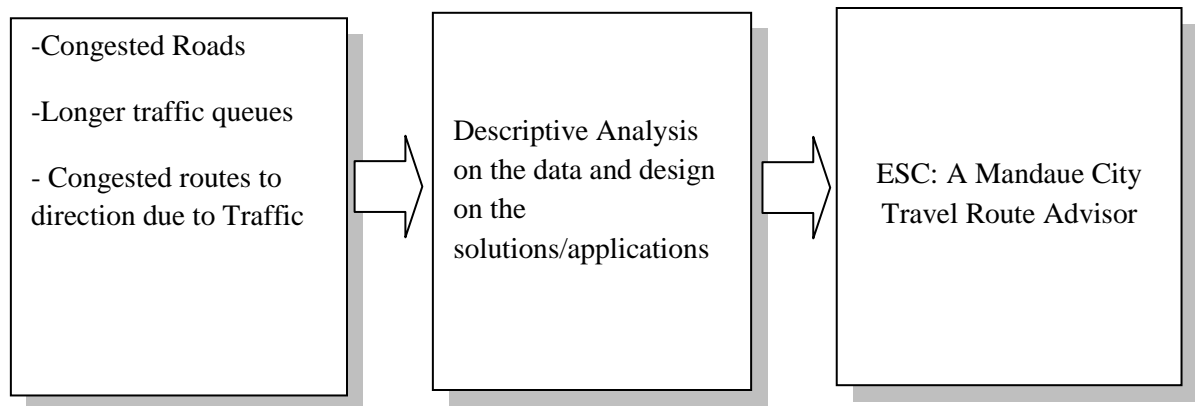 -Congested Roads
-Longer traffic queues
- Congested routes to
direction due to Traffic
Descriptive Analysis
on the data and design
on the
solutions/applications
ESC: A Mandaue City
Travel Route Advisor